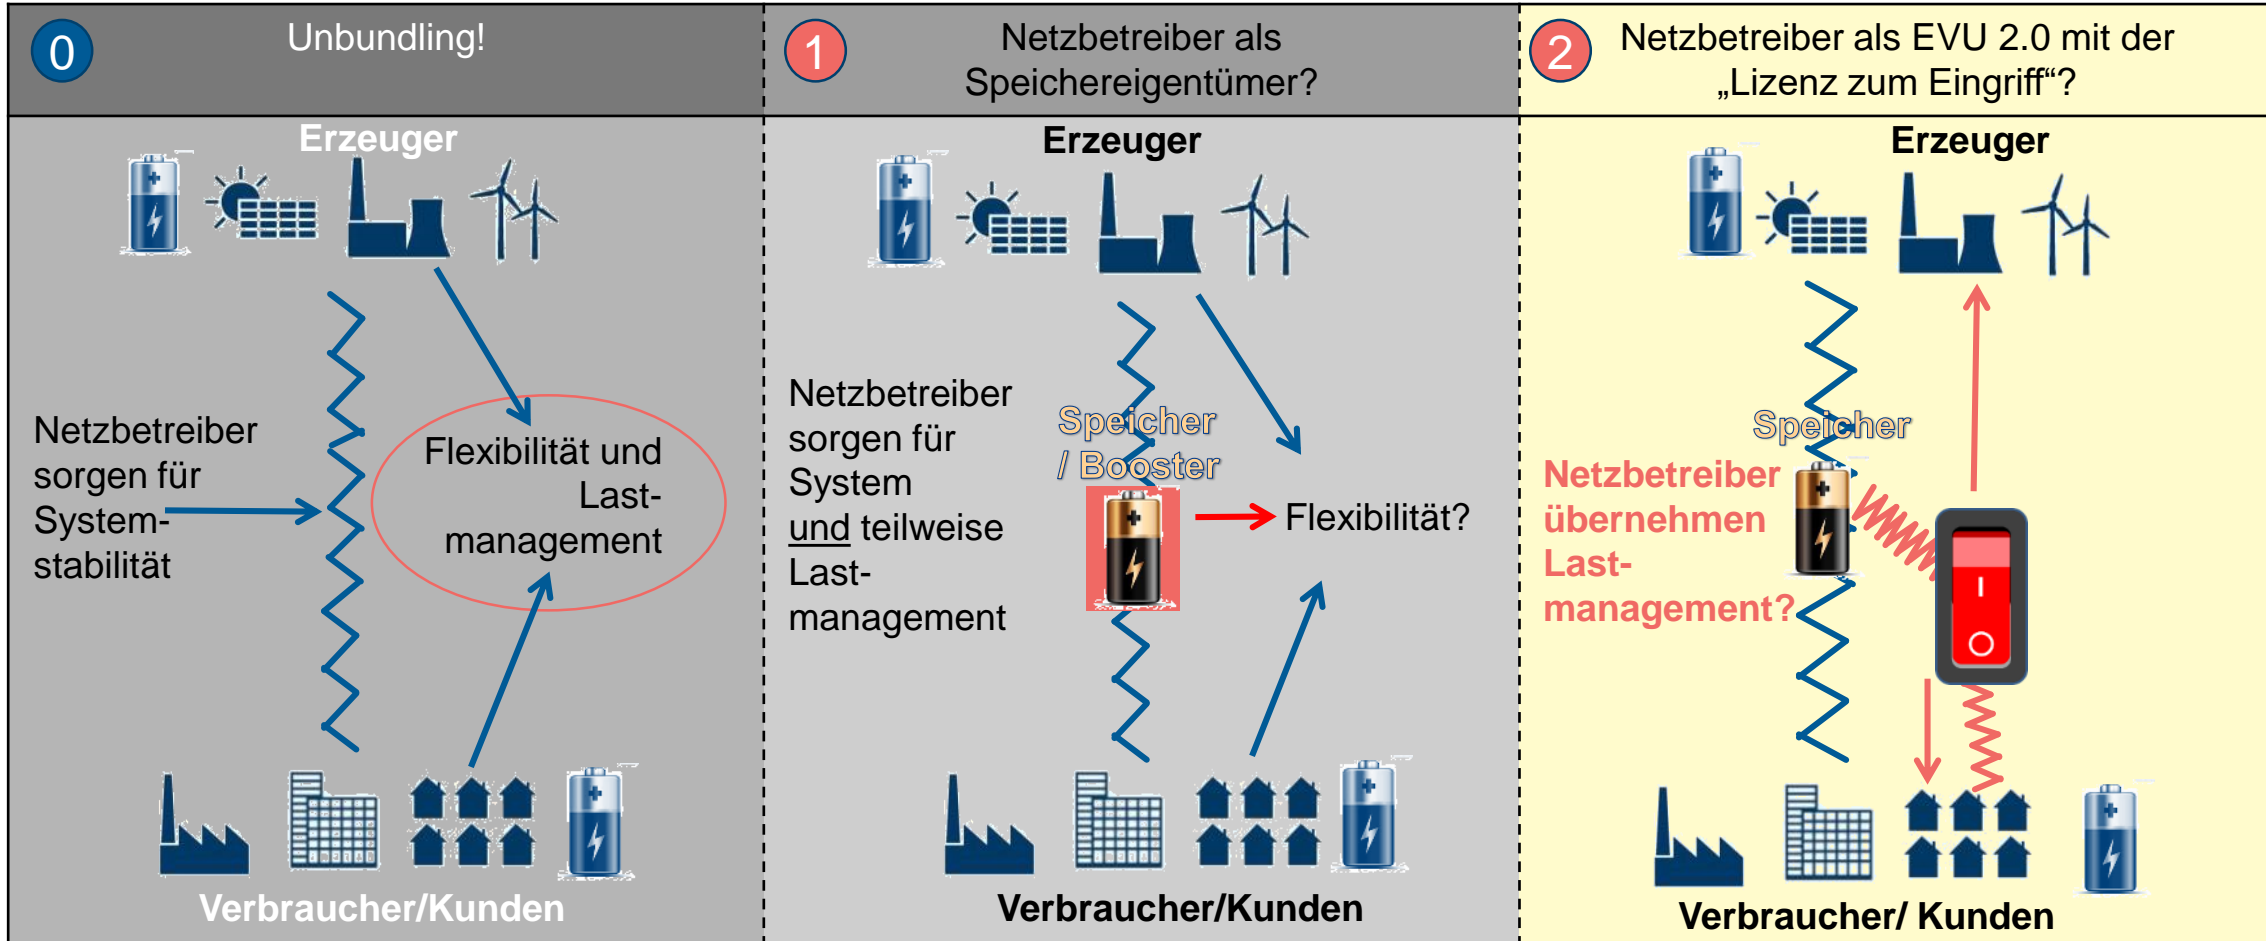 0
Unbundling!
Erzeuger
Netzbetreiber
sorgen für
System-
stabilität
Flexibilität und
Last-
management
Verbraucher/Kunden
1
Netzbetreiber als
Speichereigentümer?
Erzeuger
Netzbetreiber
sorgen für
System
und teilweise
Last-
management
Speicher
/ Booster
Flexibilität?
Verbraucher/Kunden
2
Netzbetreiber als EVU 2.0 mit der
„Lizenz zum Eingriff“?
Erzeuger
Speicher
Netzbetreiber
übernehmen
Last-
management?
Verbraucher/ Kunden